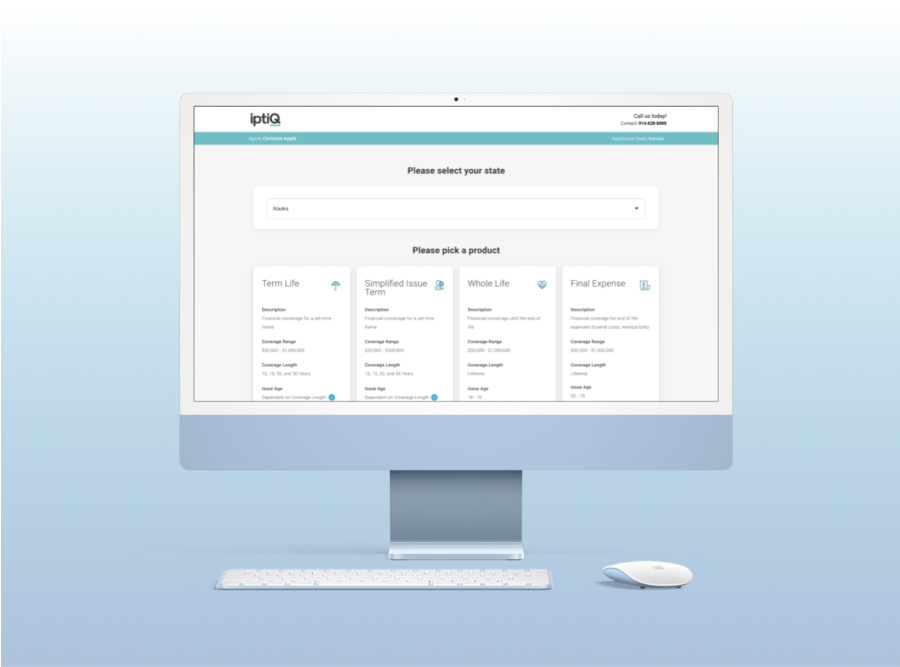 iptiQ
Call us today!
Contact: 914-828-8000
Agent: Christina Apple
Application State: Kansas
Please select your state
Alaska
Please pick a product
Term Life
Description
Financial converage for a set time
frame
Coverage Range
$50,000 - $1,000,000
Coverage Length
10, 15, 20, and 30 Years
Issue Age
Dependent on Coverage Length
Simplified Issue
Term
Description
Financial converage for a set time
frame
Coverage Range
$25,000 - $500,000
Coverage Length
10, 15, 20, and 30 Years
Issue Age
Dependent on Coverage Length
Whole Life
Description
Financial converage until the end of
life
Coverage Range
$50,000 - $1,000,000
Coverage Length
Lifetime
Issue Age
18 - 75
Final Expense
Description
Financial coverage for end of life
expenses (funeral costs, medical bills)
Coverage Range
$50,000 - $1,000,000
Coverage Length
Lifetime
Issue Age
50 - 75